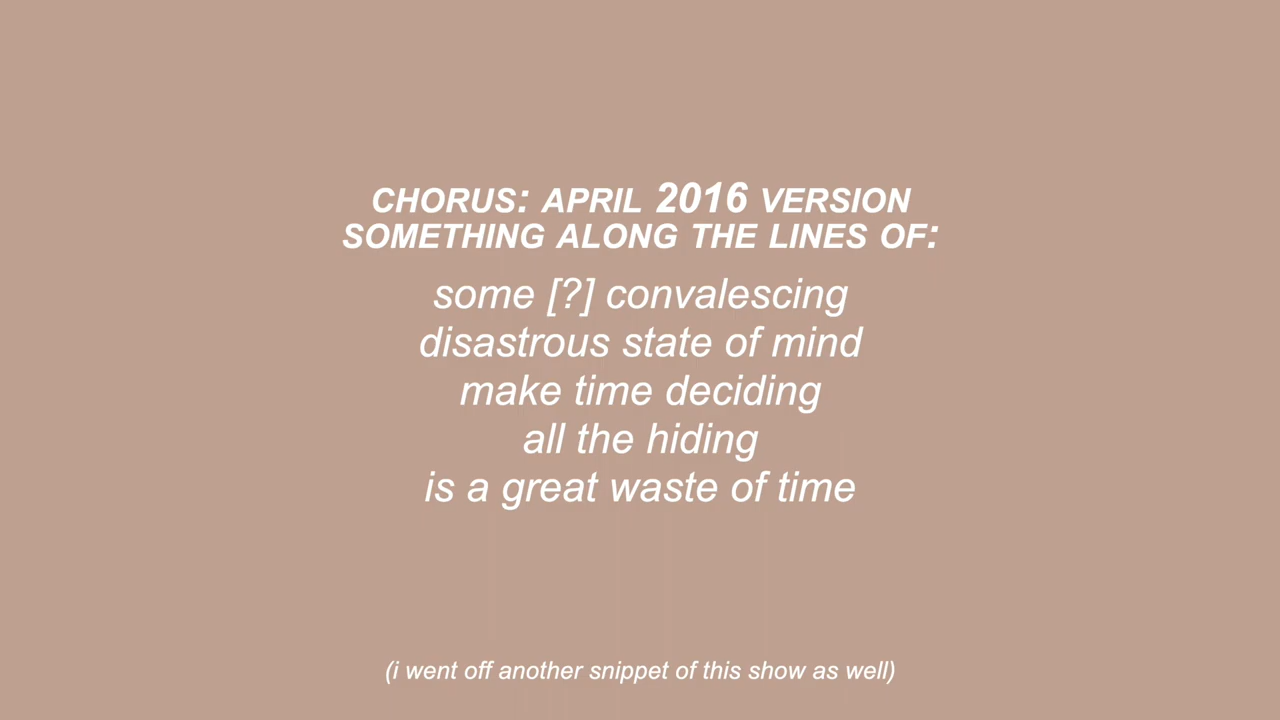 CHORUS: APRIL 2016 VERSION
SOMETHING ALONG THE LINES OF:
some [?] convalescing
disastrous state of mind
make time deciding
all the hiding
is a great waste of time
(i went off another snippet of this show as well)